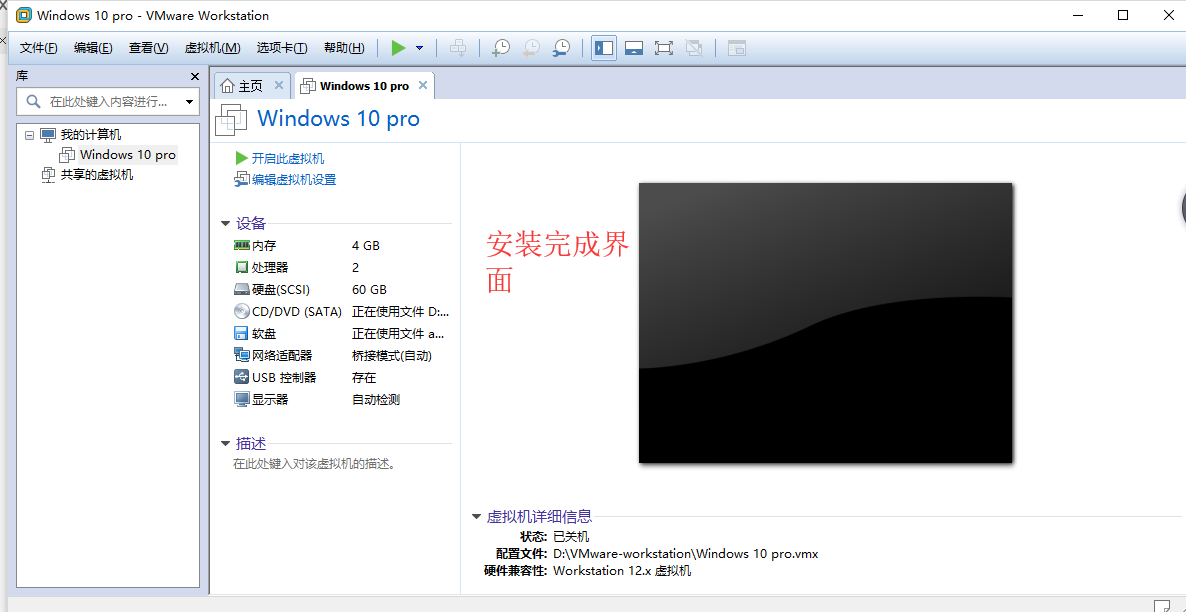 Windows 10 pro - VMware Workstation
文件(F) 编辑(E) 查看(V) 虚拟机(M) 选项卡(T) 帮助(H)
库
在此处键入内容进行...
我的计算机
Windows 10 pro
共享的虚拟机
主页 Windows 10 pro
Windows 10 pro
开启此虚拟机
编辑虚拟机设置
设备
内存 4 GB
处理器 2
硬盘(SCSI) 60 GB
CD/DVD (SATA) 正在使用文件 D:...
软盘 正在使用文件 a...
网络适配器 桥接模式(自动)
USB 控制器 存在
显示器 自动检测
描述
在此处键入对该虚拟机的描述。
安装完成界
面
虚拟机详细信息
状态: 已关机
配置文件: D:\VMware-workstation\Windows 10 pro.vmx
硬件兼容性: Workstation 12.x 虚拟机